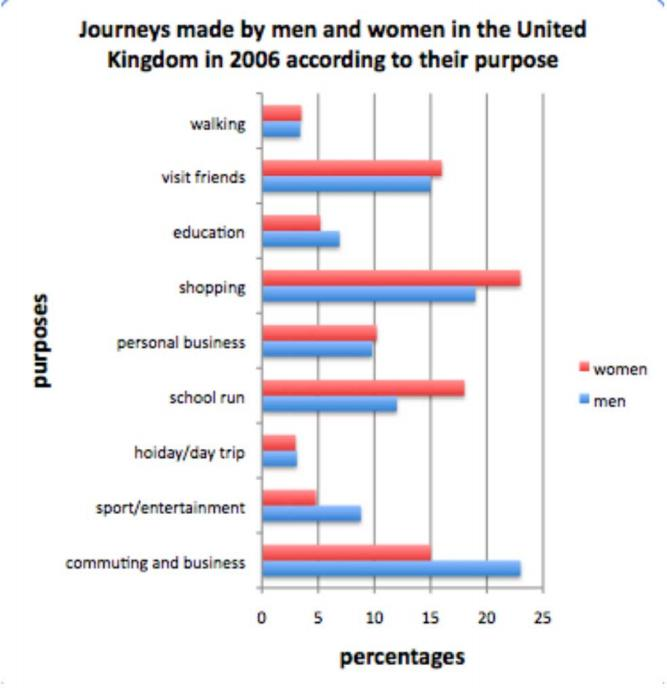 Journeys made by men and women in the United
Kingdom in 2006 according to their purpose
walking
visit friends
education
shopping
personal business
school run
hoiday/day trip
sport/entertainment
commuting and business
purposes
women
men
0 5 10 15 20 25
percentages